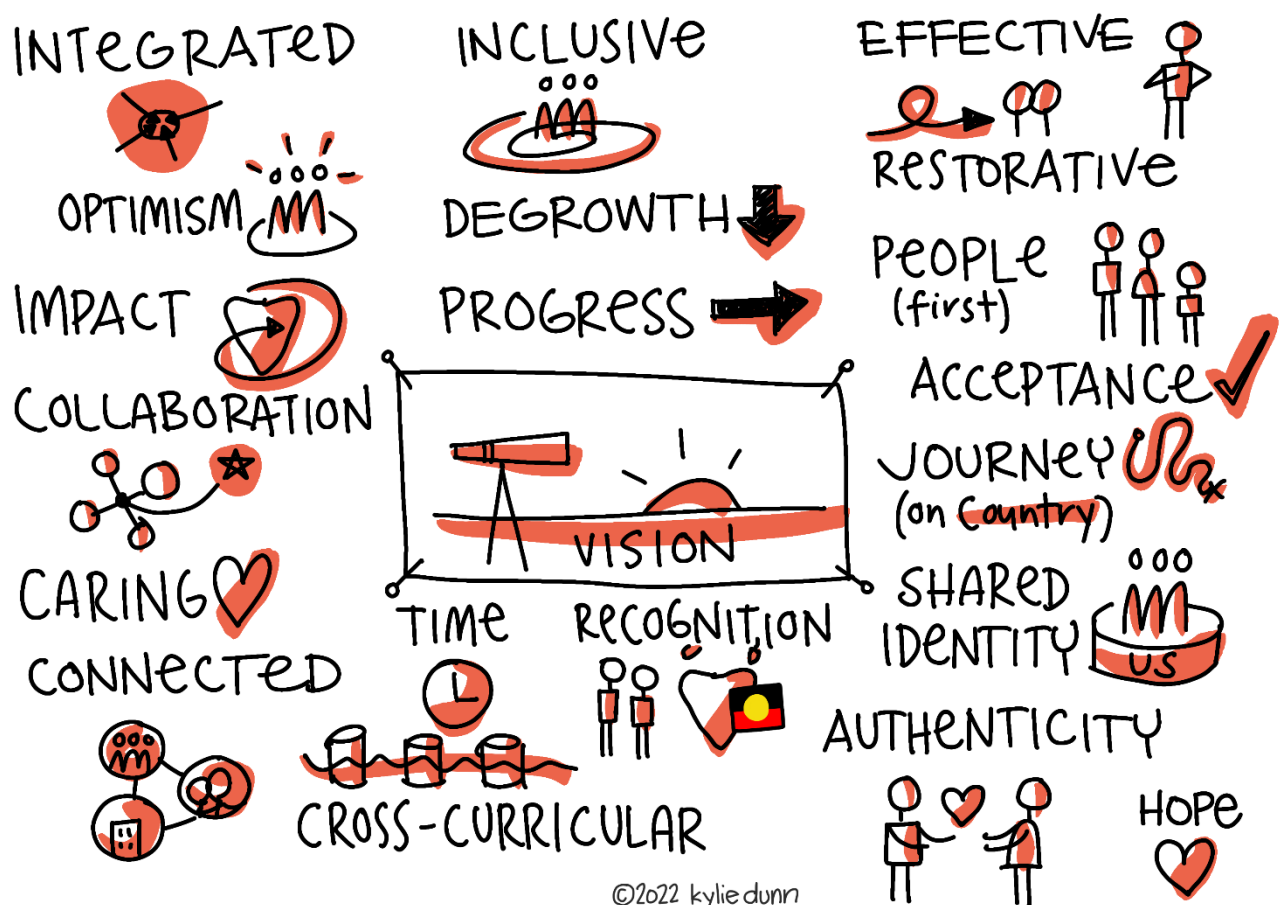 INTEGRATED
OPTIMISM
IMPACT
COLLABORATION
CARING
CONNECTED
INCLUSIVE
DEGROWTH
PROGRESS
VISION
TIME
RECOGNITION
CROSS-CURRICULAR
EFFECTIVE
RESTORATIVE
PEOPLE
(first)
ACCEPTANCE
JOURNEY
(on Country)
SHARED
IDENTITY
US
AUTHENTICITY
HOPE
©2022 kylie dunn